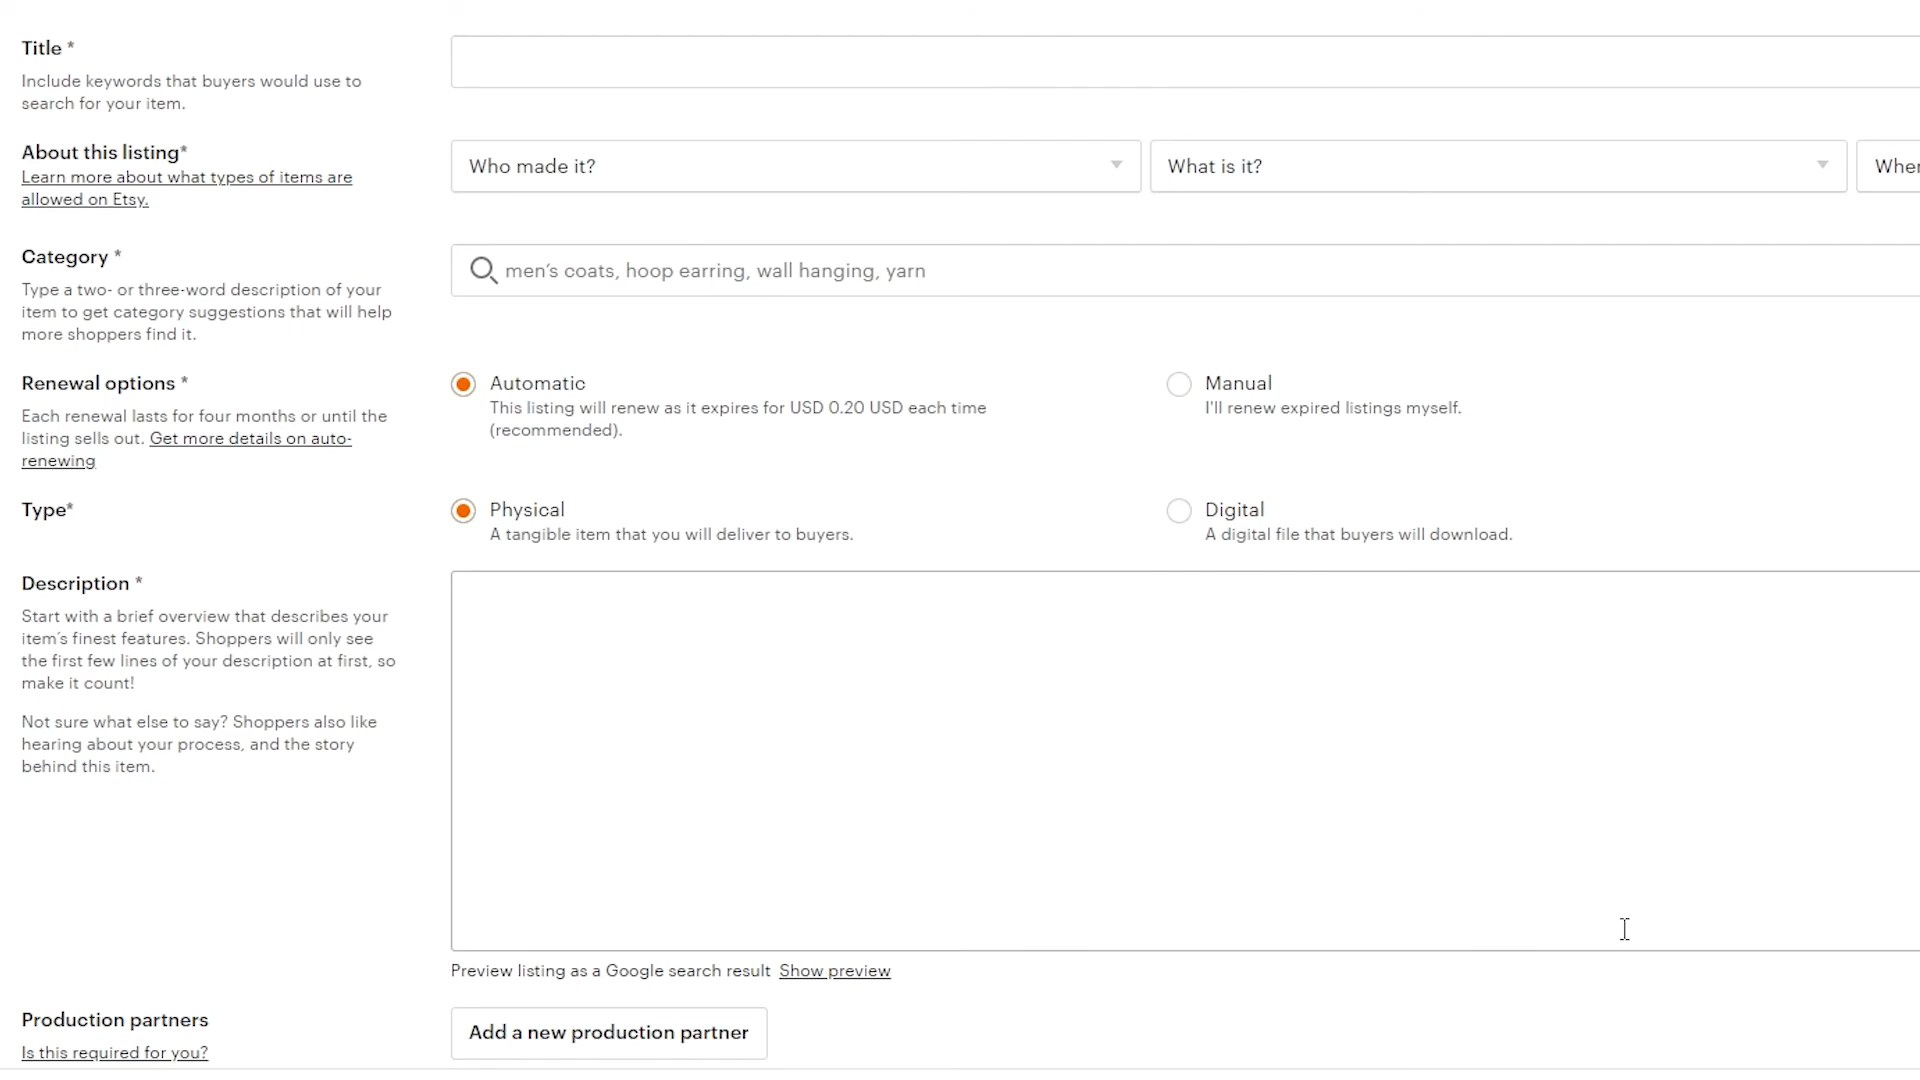 Title *
Include keywords that buyers would use to
search for your item.
About this listing*
Learn more about what types of items are
allowed on Etsy.
Who made it?
What is it?
Category *
Type a two- or three-word description of your
item to get category suggestions that will help
more shoppers find it.
men's coats, hoop earring, wall hanging, yarn
Renewal options *
Each renewal lasts for four months or until the
listing sells out. Get more details on auto-
renewing
Automatic
This listing will renew as it expires for USD 0.20 USD each time
(recommended).
Manual
I'll renew expired listings myself.
Type*
Physical
A tangible item that you will deliver to buyers.
Digital
A digital file that buyers will download.
Description *
Start with a brief overview that describes your
item's finest features. Shoppers will only see
the first few lines of your description at first, so
make it count!
Not sure what else to say? Shoppers also like
hearing about your process, and the story
behind this item.
Preview listing as a Google search result Show preview
Production partners
Is this required for you?
Add a new production partner